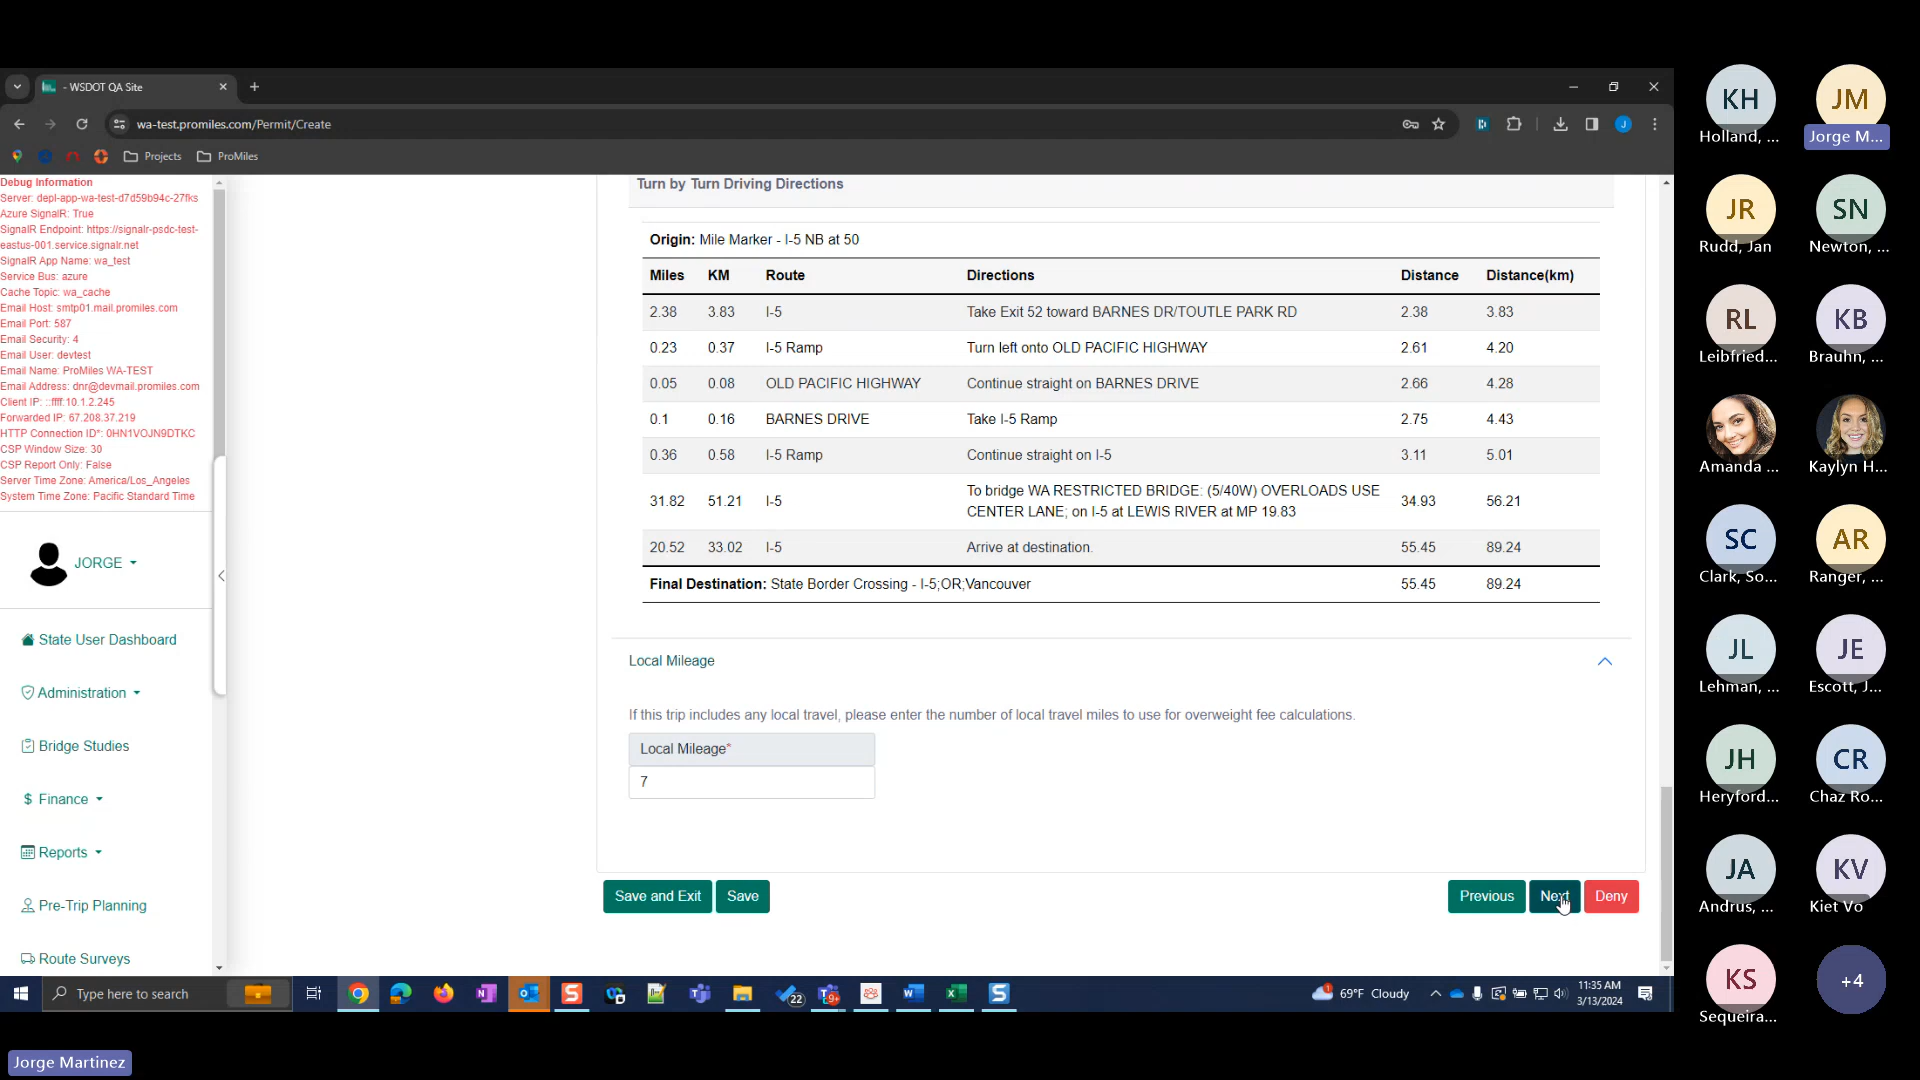 - WSDOT QA Site
wa-test.promiles.com/Permit/Create
Projects
ProMiles
Debug Information
Server: depl-app-wa-test-d7d59b94c-27fks
Azure SignalR: True
SignalR Endpoint: https://signalr-psdc-test-
eastus-001.service.signalr.net
SignalR App Name: wa_test
Service Bus: azure
Cache Topic: wa_cache
Email Host: smtp01.mail.promiles.com
Email Port: 587
Email Security: 4
Email User: devtest
Email Name: ProMiles WA-TEST
Email Address: dnr@devmail.promiles.com
Client IP: ::ffff:10.1.2.245
Forwarded IP: 67.208.37.219
HTTP Connection ID*: 0HN1VOJN9DTKC
CSP Window Size: 30
CSP Report Only: False
Server Time Zone: America/Los_Angeles
System Time Zone: Pacific Standard Time
JORGE
State User Dashboard
Administration
Bridge Studies
$ Finance
Reports
Pre-Trip Planning
Route Surveys
Turn by Turn Driving Directions
Origin: Mile Marker - I-5 NB at 50
Miles KM Route Directions Distance Distance(km)
2.38 3.83 I-5 Take Exit 52 toward BARNES DR/TOUTLE PARK RD 2.38 3.83
0.23 0.37 I-5 Ramp Turn left onto OLD PACIFIC HIGHWAY 2.61 4.20
0.05 0.08 OLD PACIFIC HIGHWAY Continue straight on BARNES DRIVE 2.66 4.28
0.1 0.16 BARNES DRIVE Take I-5 Ramp 2.75 4.43
0.36 0.58 I-5 Ramp Continue straight on I-5 3.11 5.01
31.82 51.21 I-5 To bridge WA RESTRICTED BRIDGE: (5/40W) OVERLOADS USE 34.93 56.21
CENTER LANE; on I-5 at LEWIS RIVER at MP 19.83
20.52 33.02 I-5 Arrive at destination. 55.45 89.24
Final Destination: State Border Crossing - I-5;OR;Vancouver 55.45 89.24
Local Mileage
If this trip includes any local travel, please enter the number of local travel miles to use for overweight fee calculations.
Local Mileage*
7
Save and Exit
Save
Previous
Next
Deny
Type here to search
22
9+
69°F Cloudy
11:35 AM
3/13/2024
KH
Holland, ...
JM
Jorge M...
JR
Rudd, Jan
SN
Newton, ...
RL
Leibfried...
KB
Brauhn, ...
Amanda ...
Kaylyn H...
SC
Clark, So...
AR
Ranger, ...
JL
Lehman, ...
JE
Escott, J...
JH
Heryford...
CR
Chaz Ro...
JA
Andrus, ...
KV
Kiet Vo
KS
Sequeira...
+4
Jorge Martinez